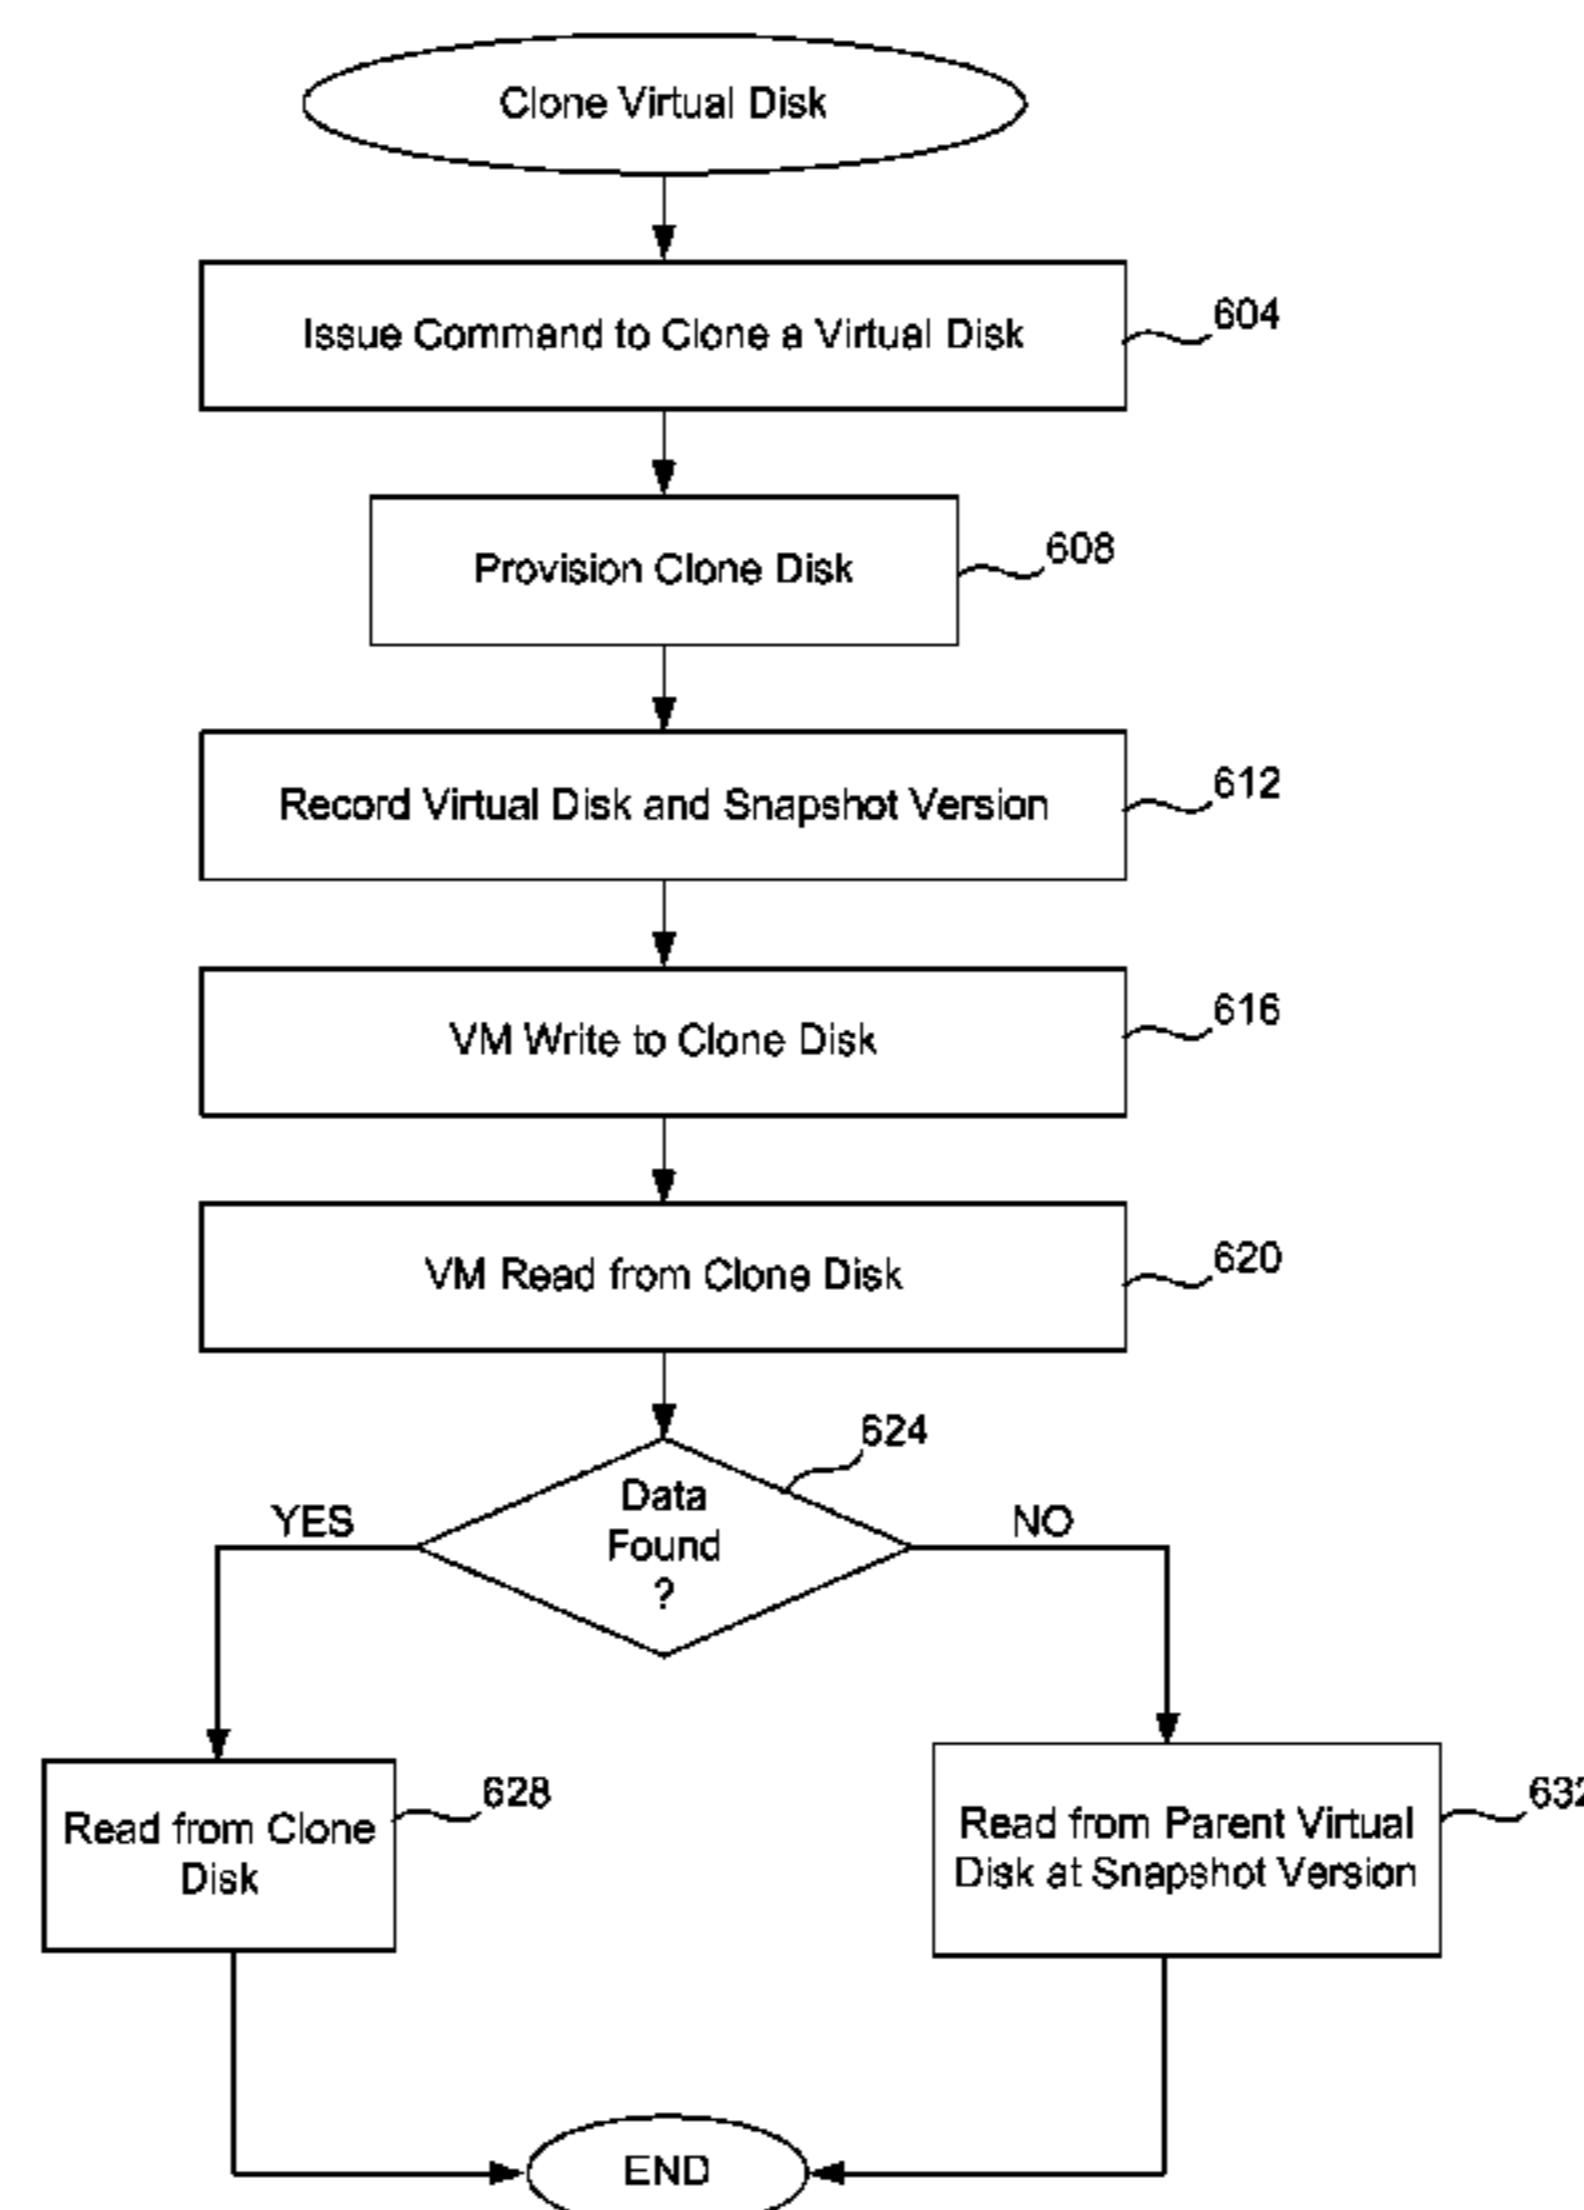 Clone Virtual Disk
Issue Command to Clone a Virtual Disk
604
Provision Clone Disk
608
Record Virtual Disk and Snapshot Version
612
VM Write to Clone Disk
616
VM Read from Clone Disk
620
624
Data
Found
?
YES
NO
Read from Clone
Disk
628
Read from Parent Virtual
Disk at Snapshot Version
632
END